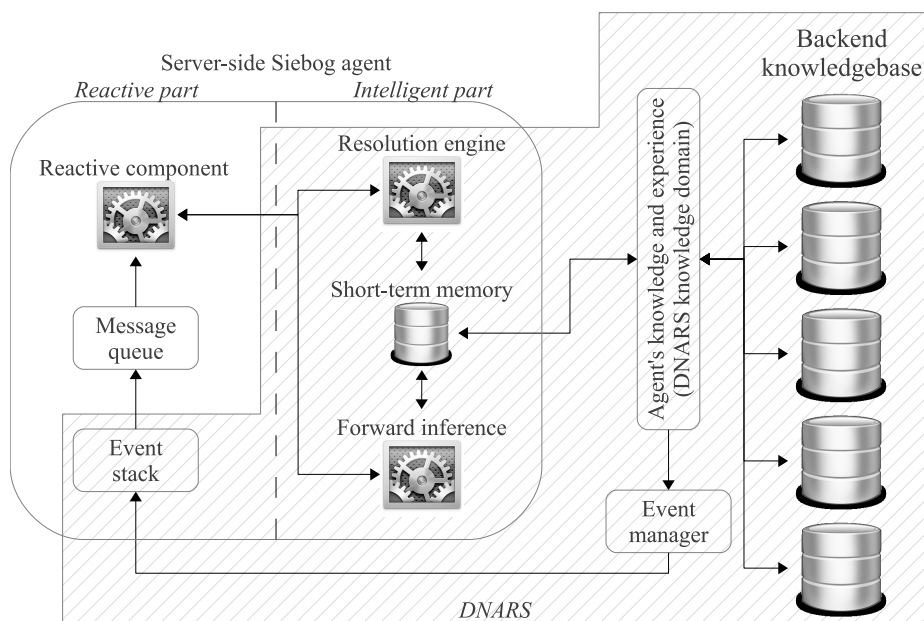 Server-side Siebog agent
Reactive part
Intelligent part
Backend
knowledgebase
Reactive component
Resolution engine
Message
queue
Short-term memory
Event
stack
Forward inference
Agent's knowledge and experience
(DNARS knowledge domain)
Event
manager
DNARS